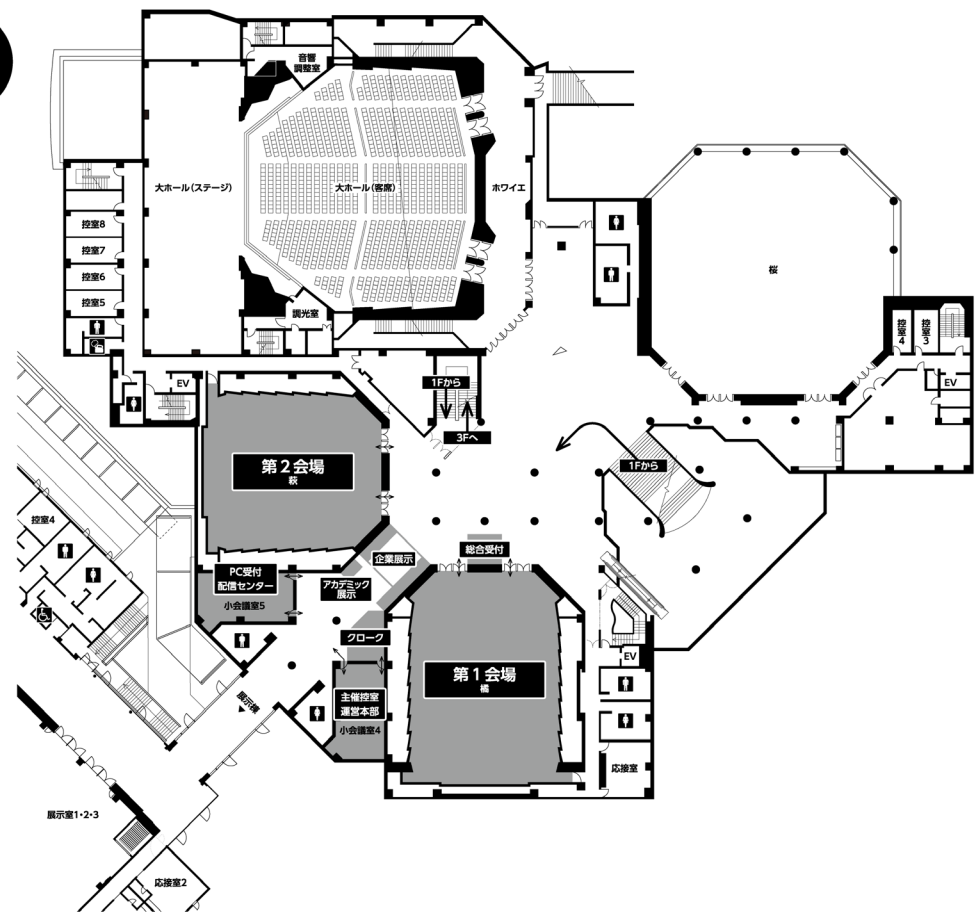 音響
調整室
大ホール(ステージ)
大ホール(客席)
ホワイエ
控室8
控室7
控室6
控室5
調光室
桜
控室4
控室3
EV
EV
1Fから
3Fへ
1Fから
第2会場
萩
控室4
企業展示
総合受付
PC受付
配信センター
小会議室5
アカデミック
展示
クローク
第1会場
橘
EV
主催控室
運営本部
小会議室4
展示棟
応接室
展示室1・2・3
応接室2